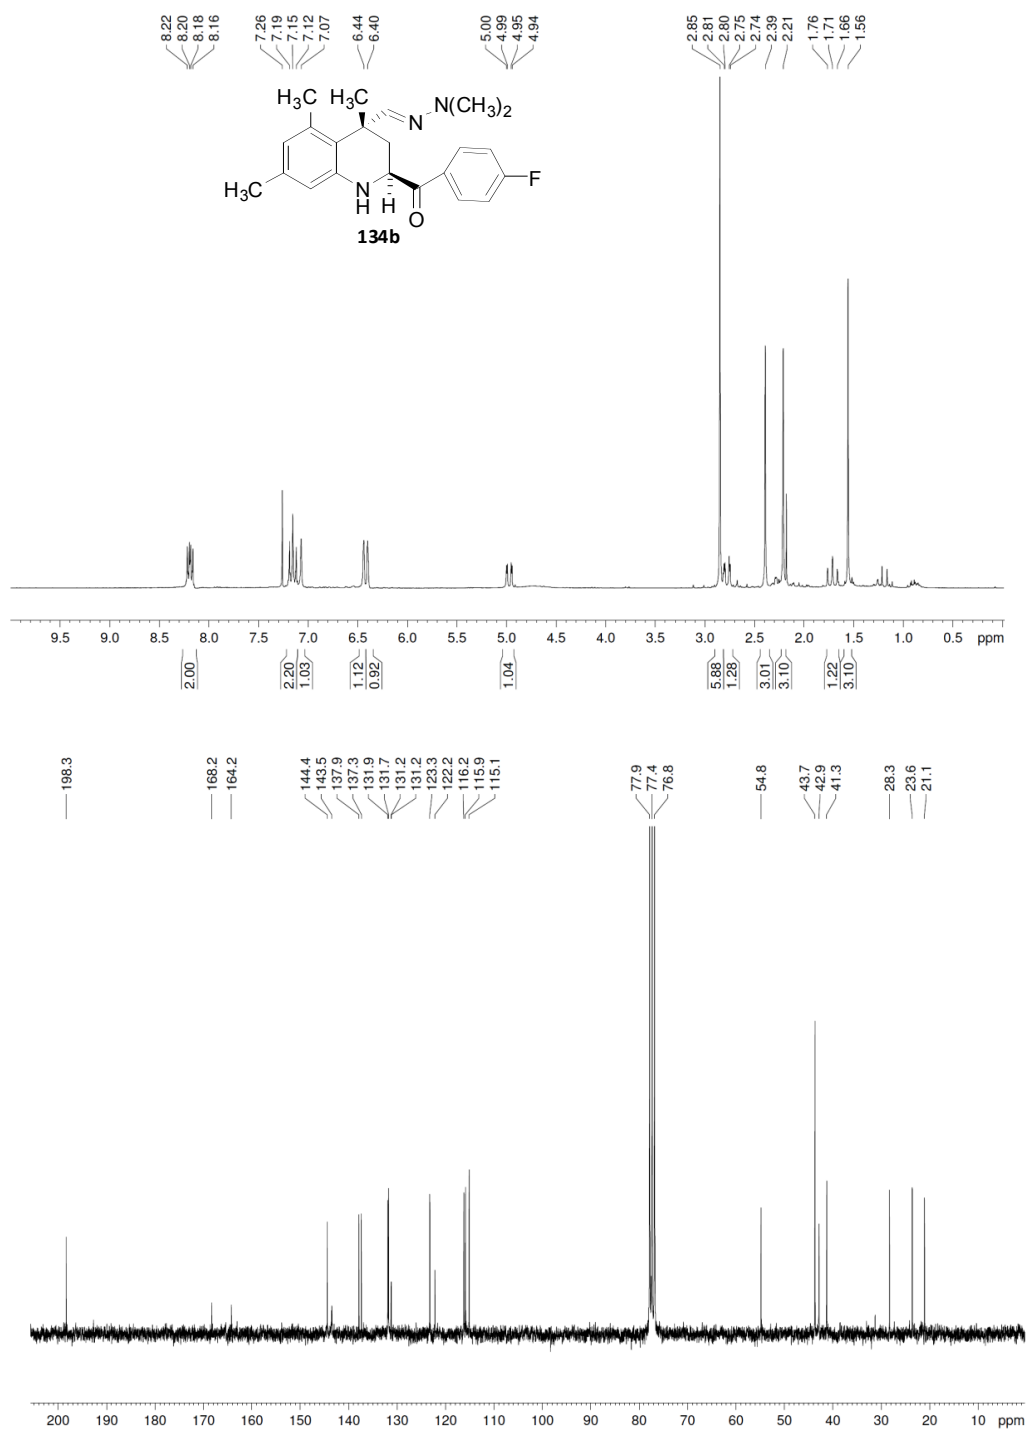 8.22 8.20 8.18 8.16 7.26 7.19 7.15 7.12 7.07 6.44 6.40 5.00 4.99 4.95 4.94 2.85 2.81 2.80 2.75 2.74 2.39 2.21 1.76 1.71 1.66 1.56
H₃C H₃C
N(CH₃)₂
N
F
H₃C
N
H H
O
134b
9.5 9.0 8.5 8.0 7.5 7.0 6.5 6.0 5.5 5.0 4.5 4.0 3.5 3.0 2.5 2.0 1.5 1.0 0.5 ppm
2.00 2.20 1.03 1.12 0.92 1.04 5.88 1.28 3.01 3.10 1.22 3.10
198.3 168.2 164.2 144.4 143.5 137.9 137.3 131.9 131.7 131.2 131.2 123.3 122.2 116.2 115.9 115.1 77.9 77.4 76.8 54.8 43.7 42.9 41.3 28.3 23.6 21.1
200 190 180 170 160 150 140 130 120 110 100 90 80 70 60 50 40 30 20 10 ppm